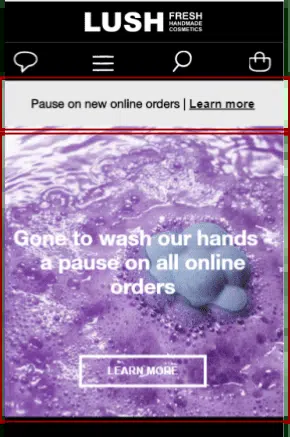 LUSH FRESH
HANDMADE
COSMETICS
Pause on new online orders | Learn more
Gone to wash our hands –
a pause on all online
orders
LEARN MORE